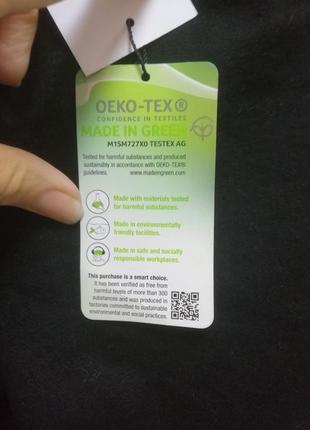 OEKO-TEX®
CONFIDENCE IN TEXTILES
MADE IN GREEN
M1SM727X0 TESTEX AG
Tested for harmful substances and produced
sustainably in accordance with OEKO-TEX®
guidelines. www.madeingreen.com
Made with materials tested
for harmful substances.
Made in environmentally
friendly facilities.
Made in safe and socially
responsible workplaces.
This purchase is a smart choice.
It has been verified as free from
harmful levels of more than 300
substances and was produced in
factories committed to sustainable
environmental and social practices.